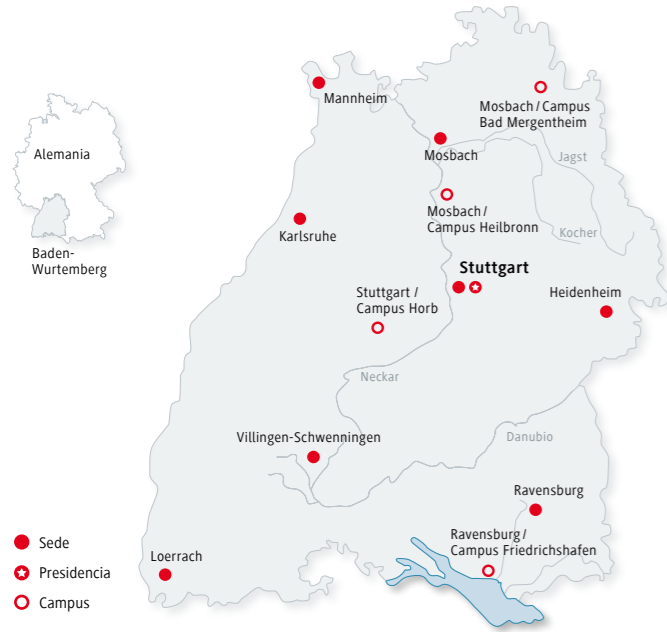 Mannheim
Mosbach / Campus
Bad Mergentheim
Alemania
Mosbach
Jagst
Mosbach /
Campus Heilbronn
Karlsruhe
Kocher
Baden-
Wurtemberg
Stuttgart
Stuttgart /
Campus Horb
Heidenheim
Neckar
Villingen-Schwenningen
Danubio
Ravensburg
Ravensburg /
Campus Friedrichshafen
Loerrach
Sede
Presidencia
Campus